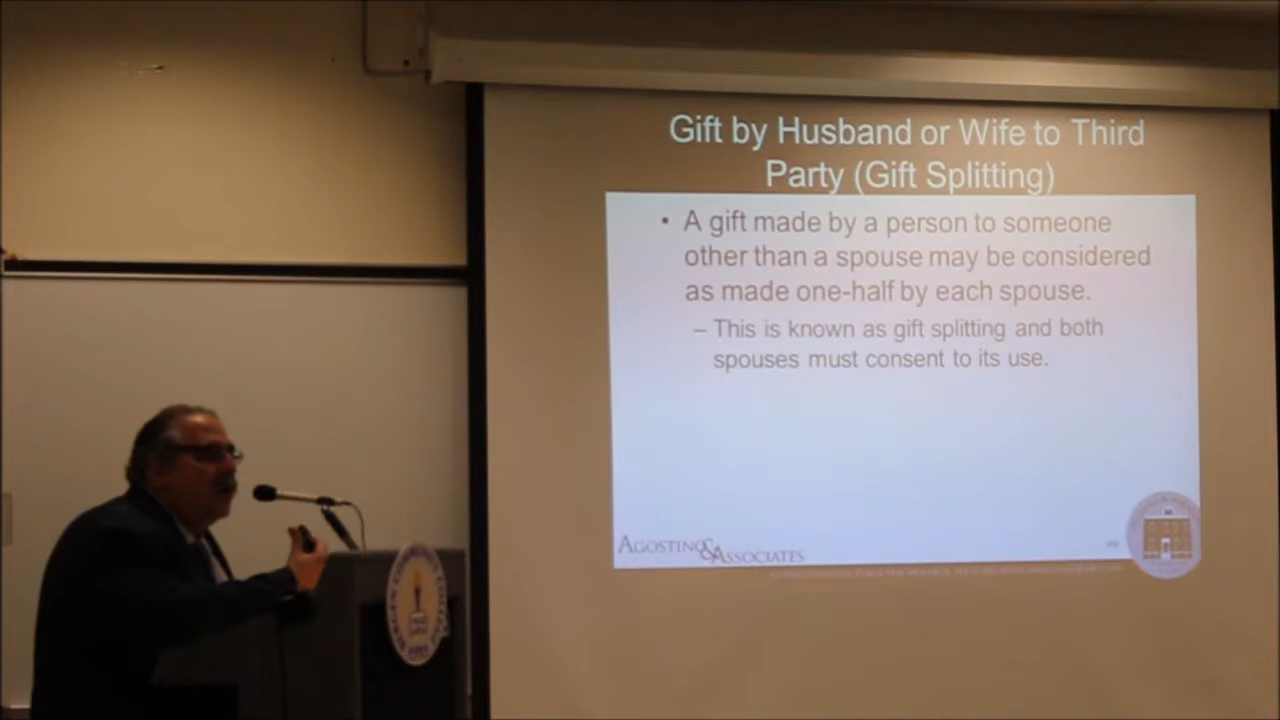 Gift by Husband or Wife to Third
Party (Gift Splitting)
• A gift made by a person to someone
other than a spouse may be considered
as made one-half by each spouse.
– This is known as gift splitting and both
spouses must consent to its use.
AGOSTINO & ASSOCIATES